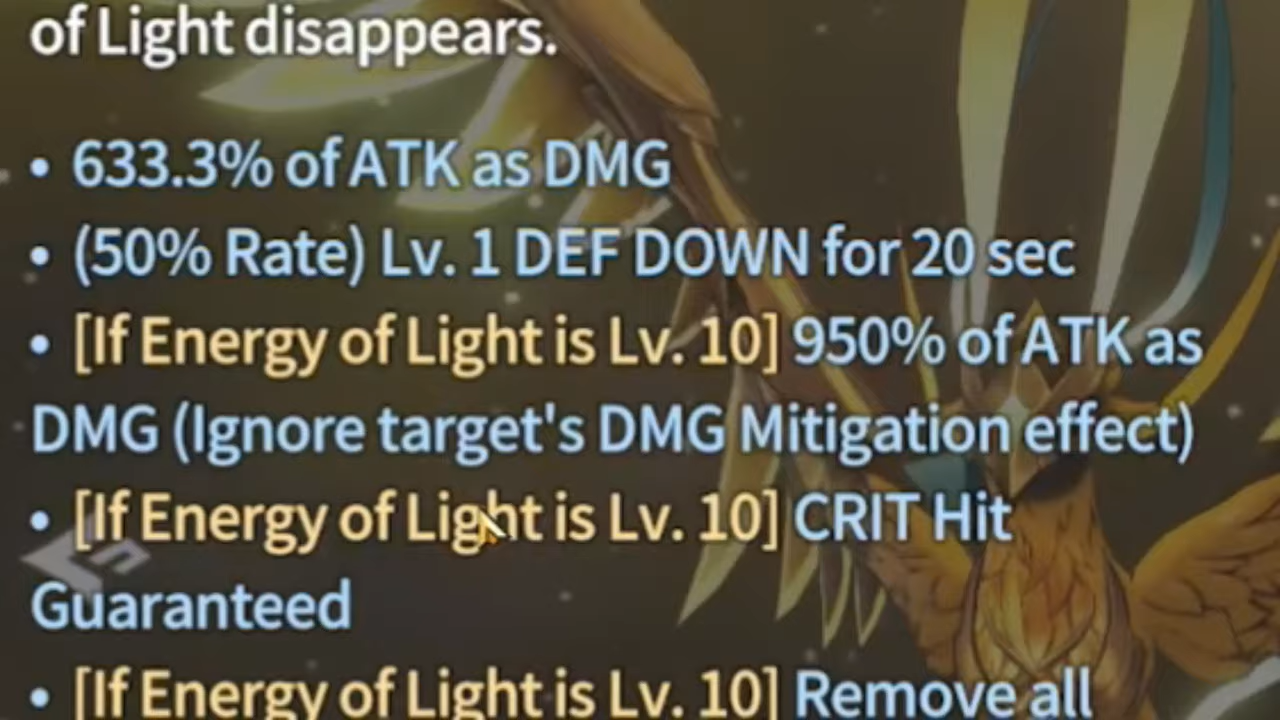 of Light disappears.
• 633.3% of ATK as DMG
• (50% Rate) Lv. 1 DEF DOWN for 20 sec
• [If Energy of Light is Lv. 10] 950% of ATK as
DMG (Ignore target's DMG Mitigation effect)
• [If Energy of Light is Lv. 10] CRIT Hit
Guaranteed
• [If Energy of Light is Lv. 10] Remove all